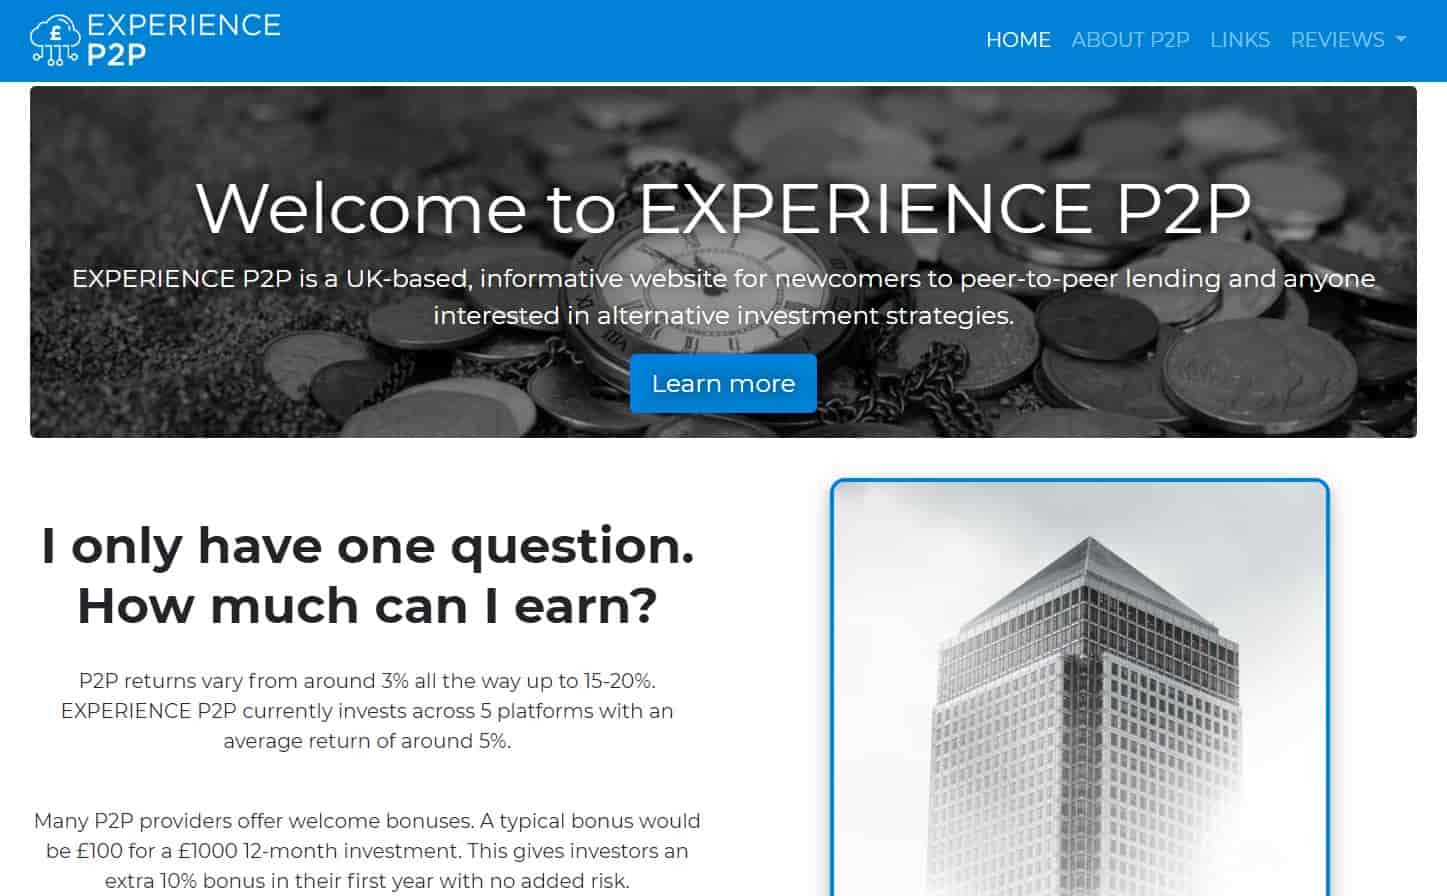 £ EXPERIENCE
P2P
HOME ABOUT P2P LINKS REVIEWS
Welcome to EXPERIENCE P2P
EXPERIENCE P2P is a UK-based, informative website for newcomers to peer-to-peer lending and anyone
interested in alternative investment strategies.
Learn more
I only have one question.
How much can I earn?
P2P returns vary from around 3% all the way up to 15-20%.
EXPERIENCE P2P currently invests across 5 platforms with an
average return of around 5%.
Many P2P providers offer welcome bonuses. A typical bonus would
be £100 for a £1000 12-month investment. This gives investors an
extra 10% bonus in their first year with no added risk.